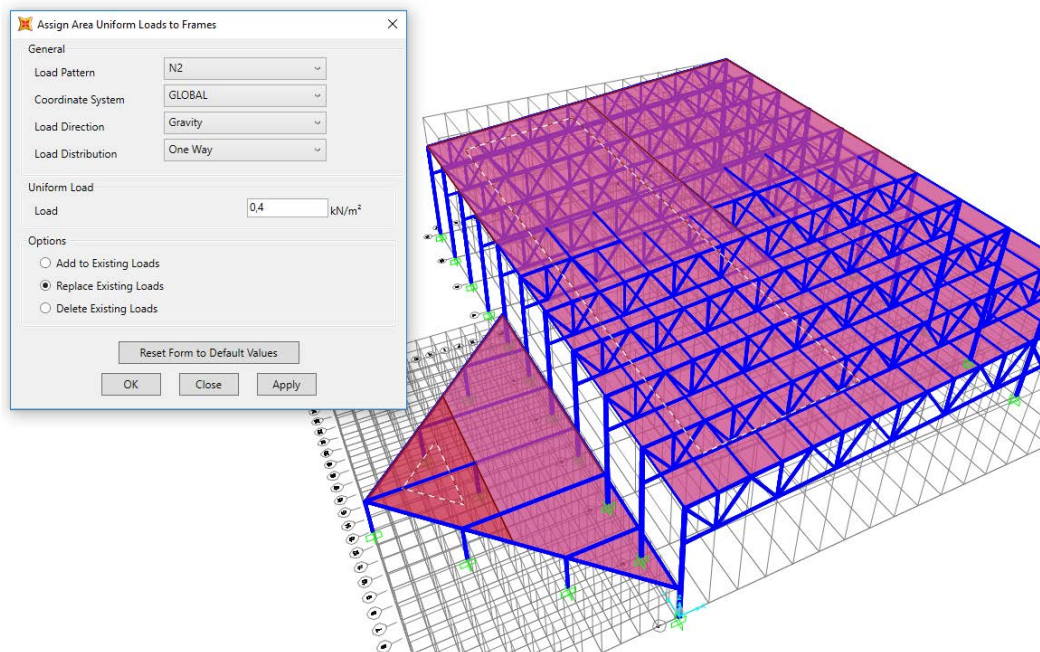 Assign Area Uniform Loads to Frames
General
Load Pattern N2
Coordinate System GLOBAL
Load Direction Gravity
Load Distribution One Way
Uniform Load
Load 0,4 kN/m²
Options
Add to Existing Loads
Replace Existing Loads
Delete Existing Loads
Reset Form to Default Values
OK Close Apply